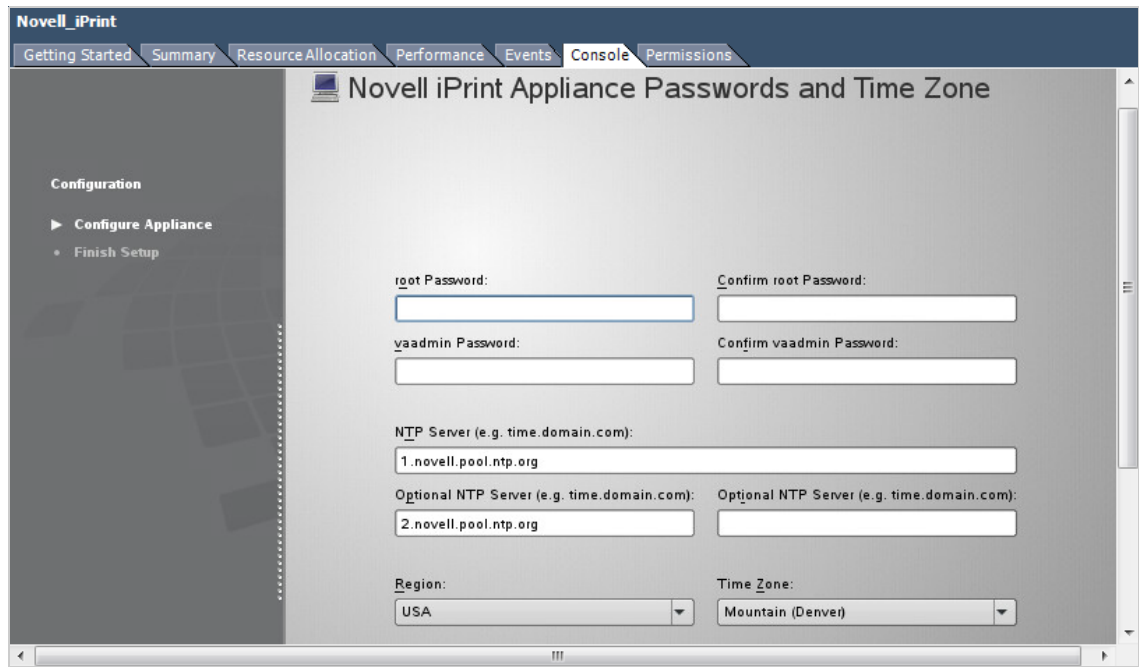 Novell_iPrint
Getting Started Summary Resource Allocation Performance Events Console Permissions
Novell iPrint Appliance Passwords and Time Zone
Configuration
Configure Appliance
Finish Setup
root Password: Confirm root Password:
vaadmin Password: Confirm vaadmin Password:
NTP Server (e.g. time.domain.com):
1.novell.pool.ntp.org
Optional NTP Server (e.g. time.domain.com): Optional NTP Server (e.g. time.domain.com):
2.novell.pool.ntp.org
Region: Time Zone:
USA Mountain (Denver)